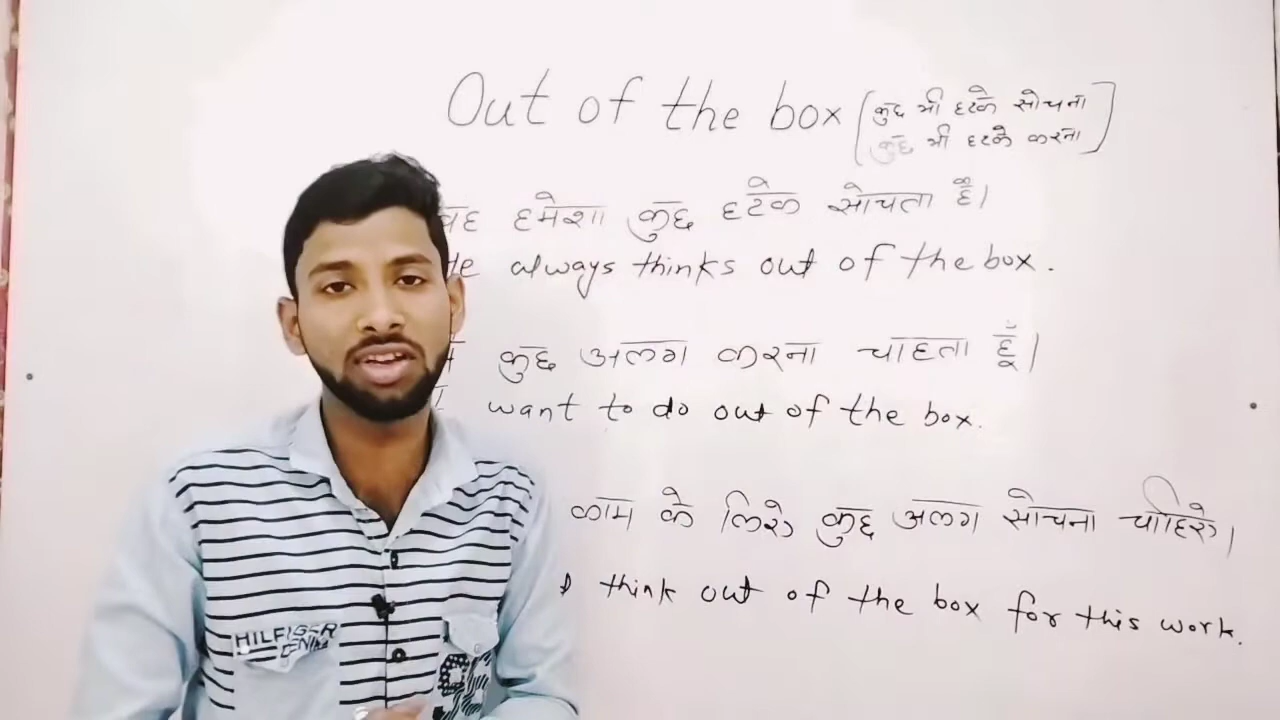 Out of the box [कुछ भी हटके सोचना
कुछ भी हटके करना]
वह हमेशा कुछ हटके सोचता है।
He always thinks out of the box.
कुछ अलग करना चाहता हूँ।
I want to do out of the box.
काम के लिए कुछ अलग सोचना चाहिए।
think out of the box for this work.
HILFIGER
DENIM